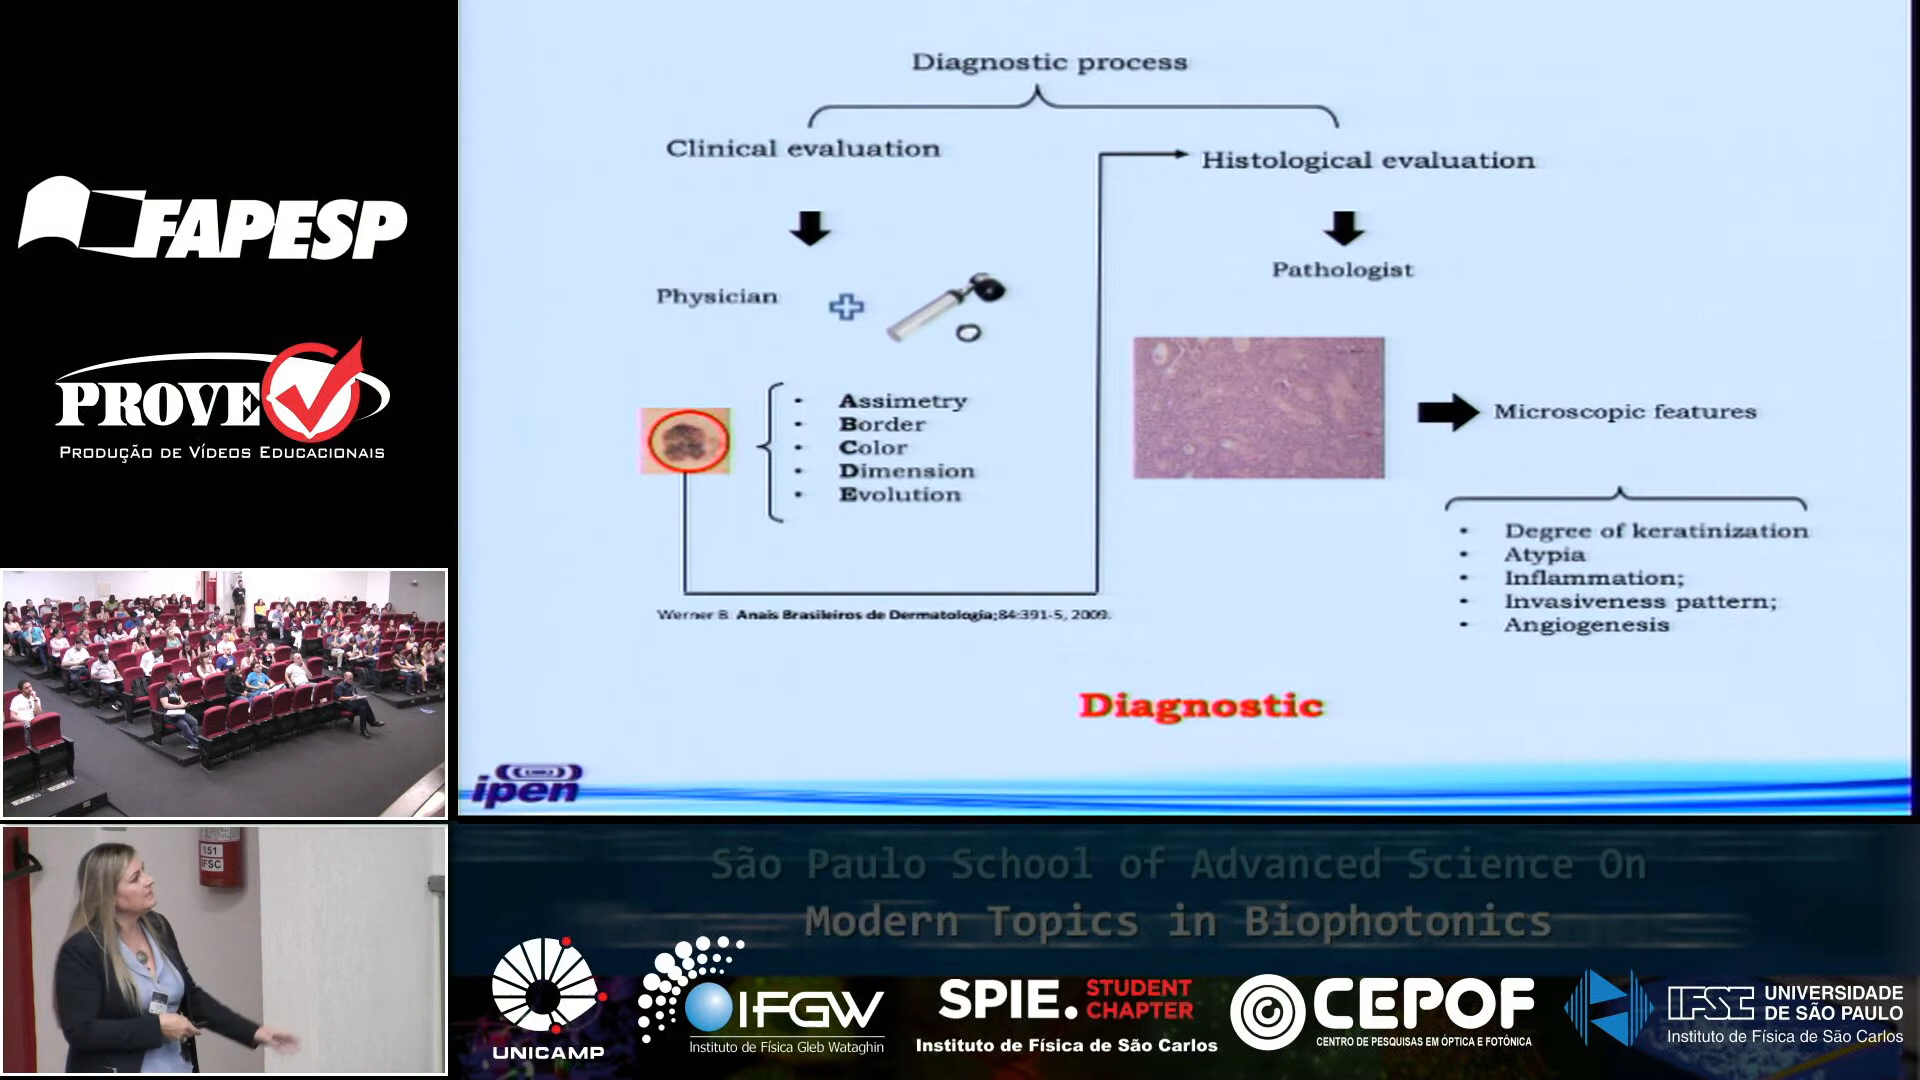 FAPESP
PROVE
PRODUÇÃO DE VÍDEOS EDUCACIONAIS
Diagnostic process
Clinical evaluation
Histological evaluation
Physician
Pathologist
• Assimetry
• Border
• Color
• Dimension
• Evolution
Microscopic features
• Degree of keratinization
• Atypia
• Inflammation;
• Invasiveness pattern;
• Angiogenesis
Werner B. Anais Brasileiros de Dermatologia;84:391-5, 2009.
Diagnostic
ipen
551
IFSC
São Paulo School of Advanced Science On
Modern Topics in Biophotonics
UNICAMP
IFGW
Instituto de Física Gleb Wataghin
SPIE. STUDENT
CHAPTER
Instituto de Física de São Carlos
CEPOF
CENTRO DE PESQUISAS EM ÓPTICA E FOTÔNICA
IFSC UNIVERSIDADE
DE SÃO PAULO
Instituto de Física de São Carlos